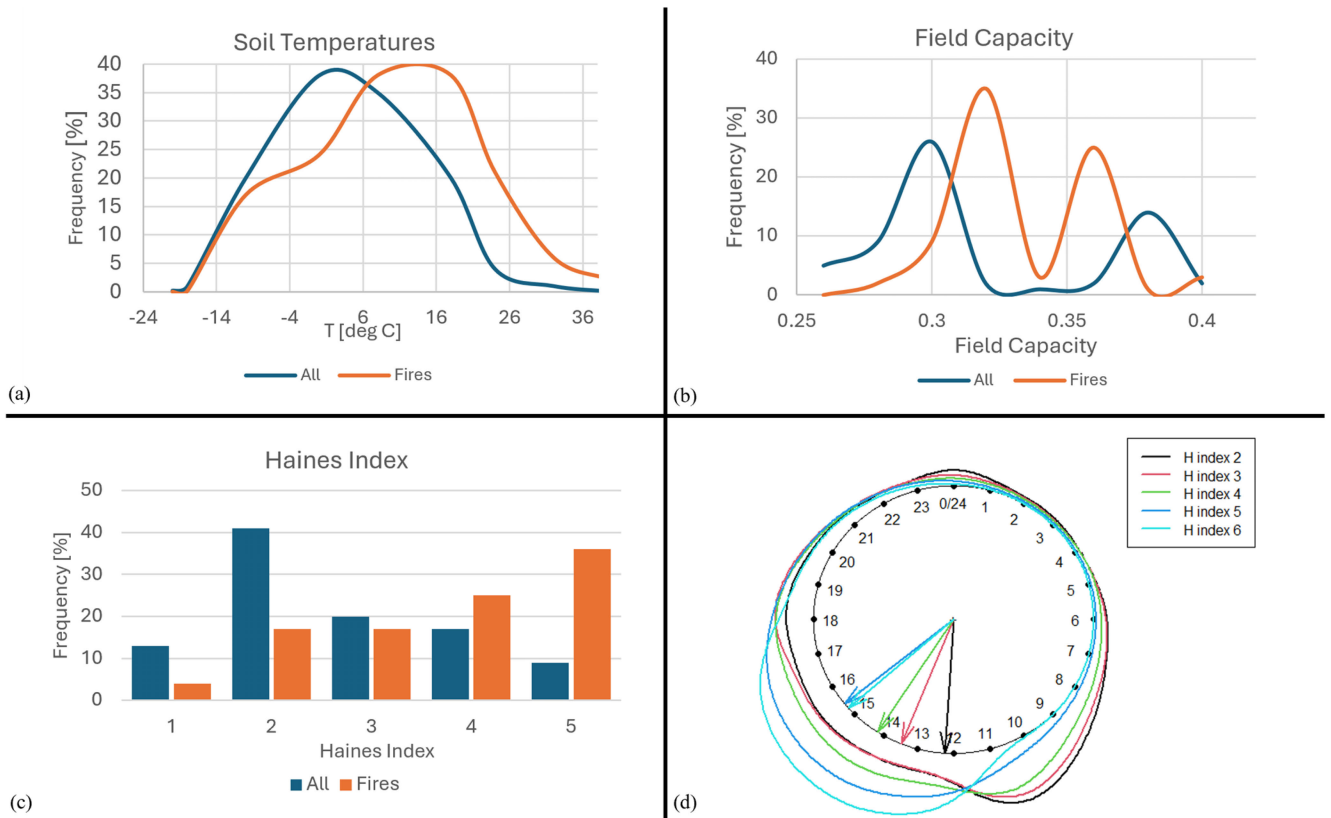 Soil Temperatures
Frequency [%]
40
35
30
25
20
15
10
5
0
-24 -14 -4 6 16 26 36
T [deg C]
All Fires
(a)
Field Capacity
Frequency [%]
40
30
20
10
0
0.25 0.3 0.35 0.4
Field Capacity
All Fires
(b)
Haines Index
Frequency [%]
50
40
30
20
10
0
1 2 3 4 5
Haines Index
All Fires
(c)
H index 2
H index 3
H index 4
H index 5
H index 6
0/24
1
2
3
4
5
6
7
8
9
10
11
12
13
14
15
16
17
18
19
20
21
22
23
(d)